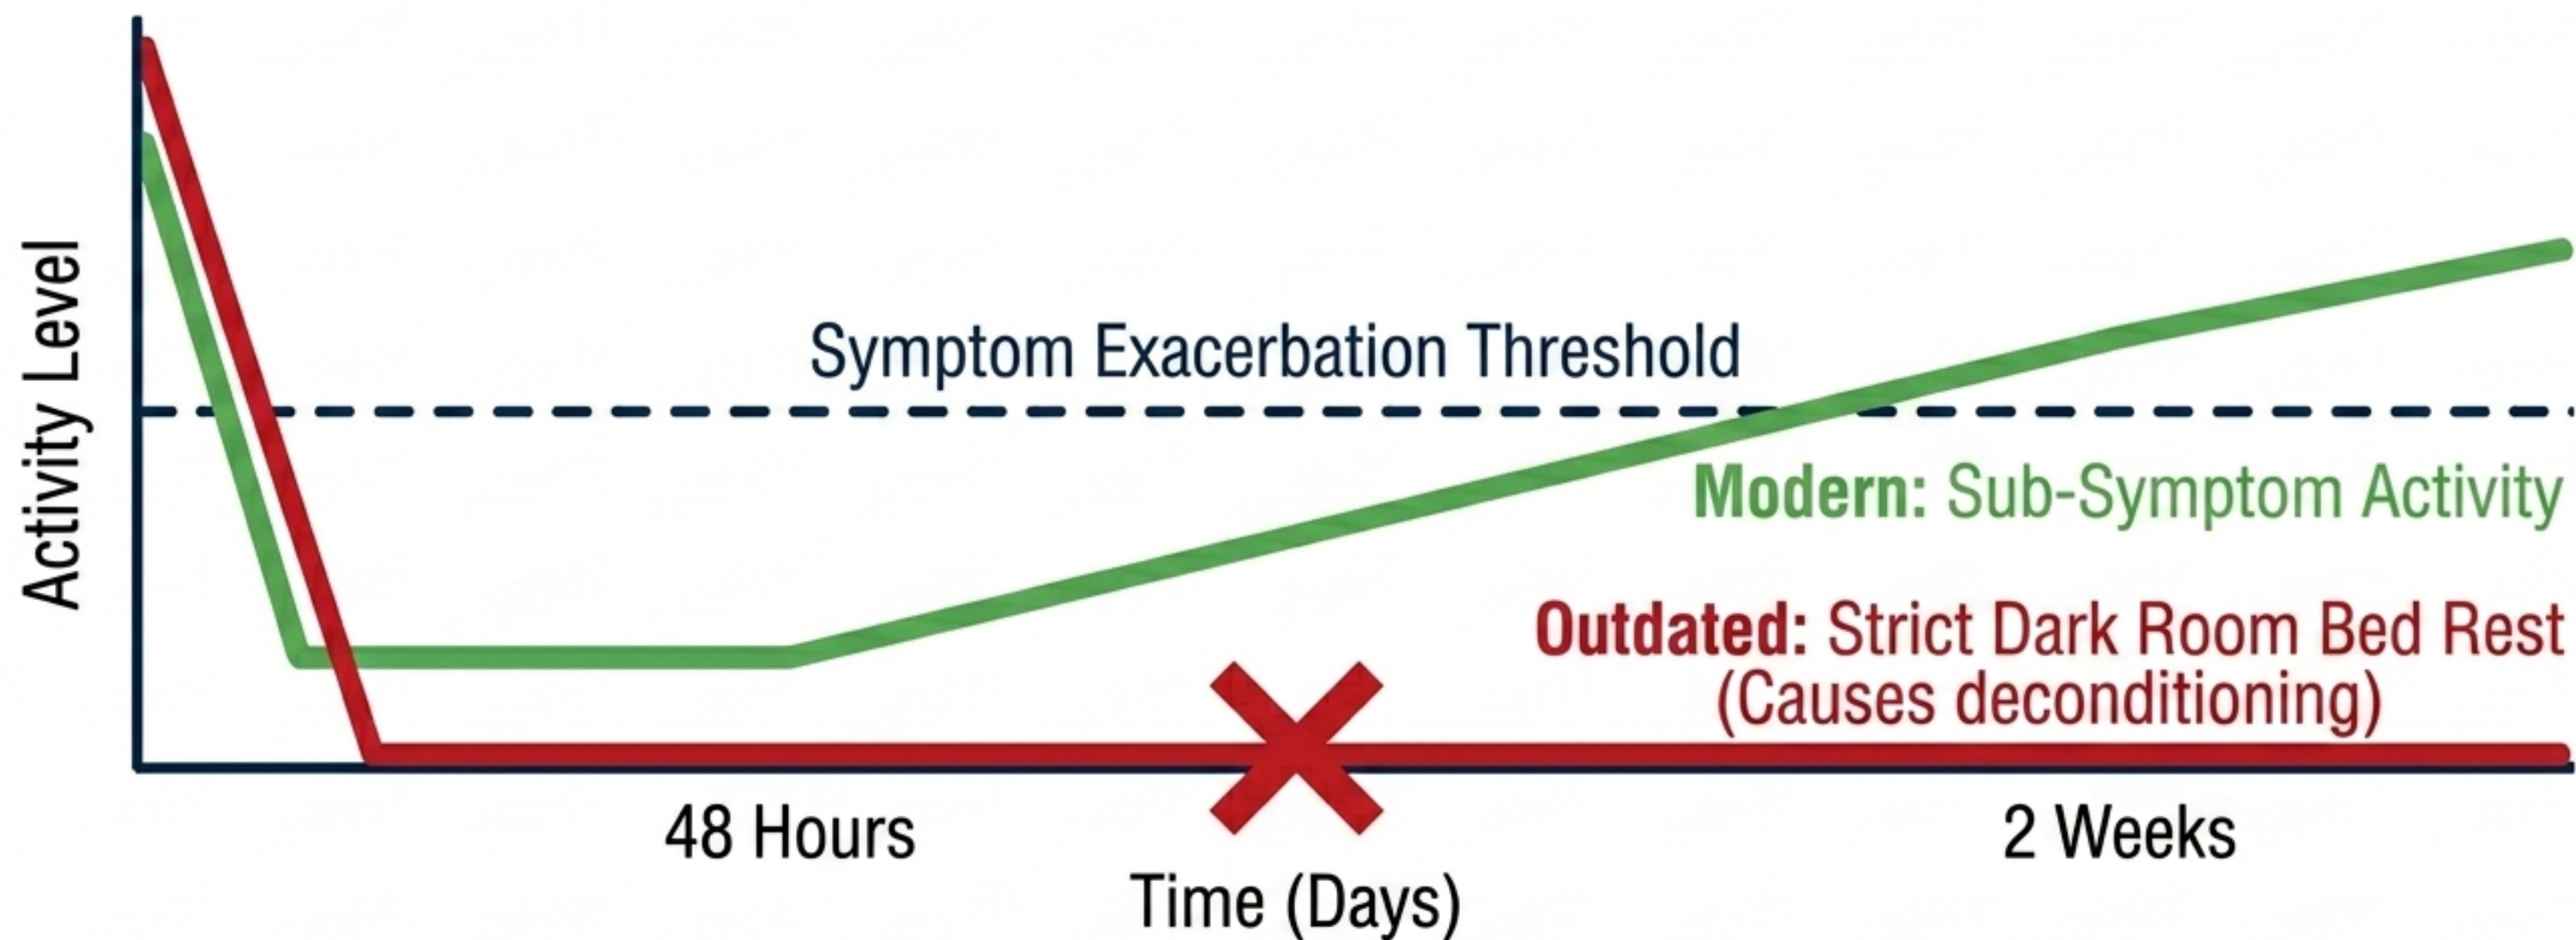 Activity Level
Symptom Exacerbation Threshold
Modern: Sub-Symptom Activity
Outdated: Strict Dark Room Bed Rest
(Causes deconditioning)
48 Hours
2 Weeks
Time (Days)